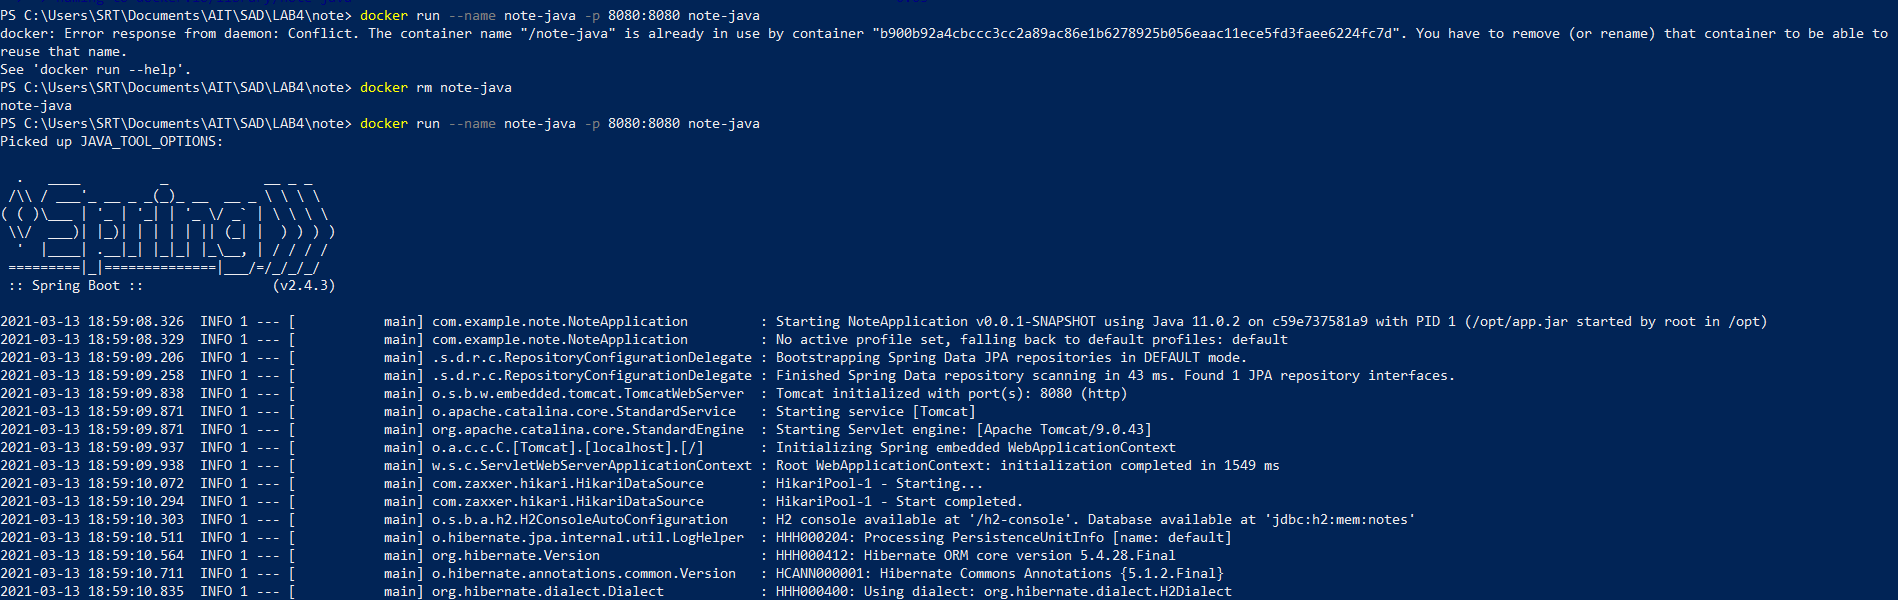 PS C:\Users\SRT\Documents\AIT\SAD\LAB4\note> docker run --name note-java -p 8080:8080 note-java
docker: Error response from daemon: Conflict. The container name "/note-java" is already in use by container "b900b92a4cbccc3cc2a89ac86e1b6278925b056eaac11ece5fd3faee6224fc7d". You have to remove (or rename) that container to be able to
reuse that name.
See 'docker run --help'.
PS C:\Users\SRT\Documents\AIT\SAD\LAB4\note> docker rm note-java
note-java
PS C:\Users\SRT\Documents\AIT\SAD\LAB4\note> docker run --name note-java -p 8080:8080 note-java
Picked up JAVA_TOOL_OPTIONS:
  .   ____          _            __ _ _
 /\\ / ___'_ __ _ _(_)_ __  __ _ \ \ \ \
( ( )\___ | '_ | '_| | '_ \/ _` | \ \ \ \
 \\/  ___)| |_)| | | | | || (_| |  ) ) ) )
  '  |____| .__|_| |_|_| |_\__, | / / / /
 =========|_|==============|___/=/_/_/_/
 :: Spring Boot ::                (v2.4.3)
2021-03-13 18:59:08.326  INFO 1 --- [           main] com.example.note.NoteApplication         : Starting NoteApplication v0.0.1-SNAPSHOT using Java 11.0.2 on c59e737581a9 with PID 1 (/opt/app.jar started by root in /opt)
2021-03-13 18:59:08.329  INFO 1 --- [           main] com.example.note.NoteApplication         : No active profile set, falling back to default profiles: default
2021-03-13 18:59:09.206  INFO 1 --- [           main] .s.d.r.c.RepositoryConfigurationDelegate : Bootstrapping Spring Data JPA repositories in DEFAULT mode.
2021-03-13 18:59:09.258  INFO 1 --- [           main] .s.d.r.c.RepositoryConfigurationDelegate : Finished Spring Data repository scanning in 43 ms. Found 1 JPA repository interfaces.
2021-03-13 18:59:09.838  INFO 1 --- [           main] o.s.b.w.embedded.tomcat.TomcatWebServer  : Tomcat initialized with port(s): 8080 (http)
2021-03-13 18:59:09.871  INFO 1 --- [           main] o.apache.catalina.core.StandardService   : Starting service [Tomcat]
2021-03-13 18:59:09.871  INFO 1 --- [           main] org.apache.catalina.core.StandardEngine  : Starting Servlet engine: [Apache Tomcat/9.0.43]
2021-03-13 18:59:09.937  INFO 1 --- [           main] o.a.c.c.C.[Tomcat].[localhost].[/]       : Initializing Spring embedded WebApplicationContext
2021-03-13 18:59:09.938  INFO 1 --- [           main] w.s.c.ServletWebServerApplicationContext : Root WebApplicationContext: initialization completed in 1549 ms
2021-03-13 18:59:10.072  INFO 1 --- [           main] com.zaxxer.hikari.HikariDataSource       : HikariPool-1 - Starting...
2021-03-13 18:59:10.294  INFO 1 --- [           main] com.zaxxer.hikari.HikariDataSource       : HikariPool-1 - Start completed.
2021-03-13 18:59:10.303  INFO 1 --- [           main] o.s.b.a.h2.H2ConsoleAutoConfiguration    : H2 console available at '/h2-console'. Database available at 'jdbc:h2:mem:notes'
2021-03-13 18:59:10.511  INFO 1 --- [           main] o.hibernate.jpa.internal.util.LogHelper  : HHH000204: Processing PersistenceUnitInfo [name: default]
2021-03-13 18:59:10.564  INFO 1 --- [           main] org.hibernate.Version                    : HHH000412: Hibernate ORM core version 5.4.28.Final
2021-03-13 18:59:10.711  INFO 1 --- [           main] o.hibernate.annotations.common.Version   : HCANN000001: Hibernate Commons Annotations {5.1.2.Final}
2021-03-13 18:59:10.835  INFO 1 --- [           main] org.hibernate.dialect.Dialect            : HHH000400: Using dialect: org.hibernate.dialect.H2Dialect